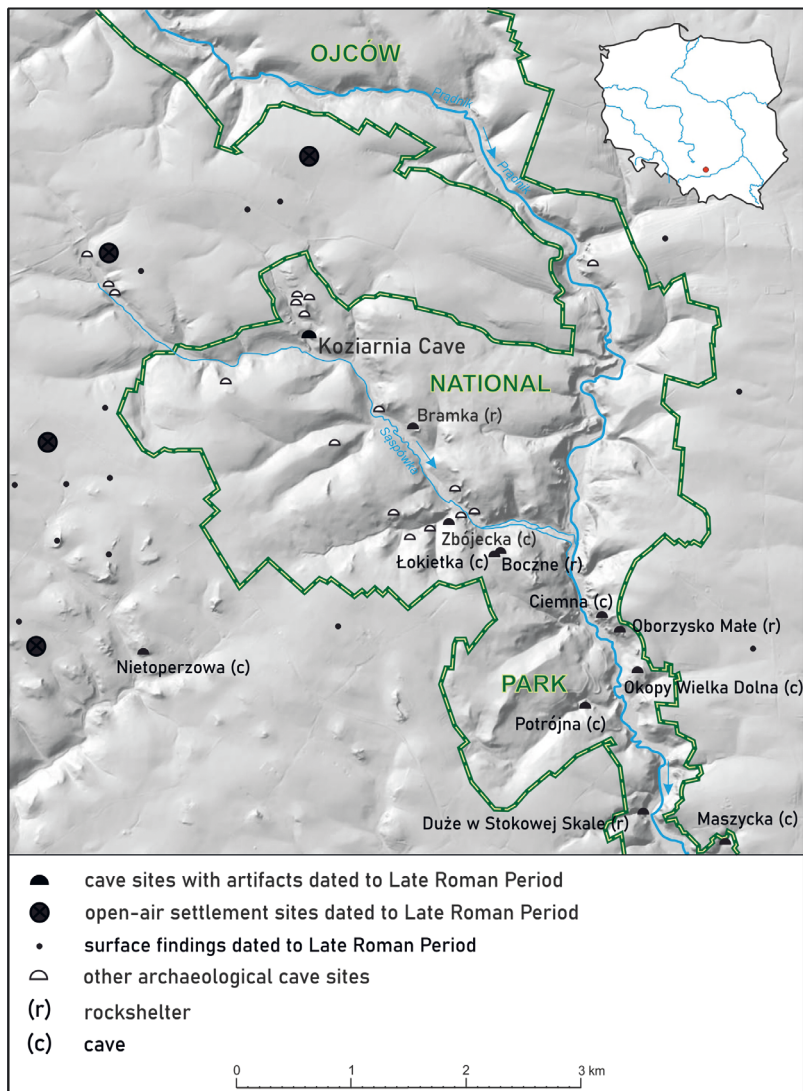 OJCÓW
Prądnik
Prądnik
Koziarnia Cave
NATIONAL
Bramka (r)
Sąspówka
Zbójecka (c)
Łokietka (c)
Boczne (r)
Ciemna (c)
Oborzysko Małe (r)
Nietoperzowa (c)
PARK
Okopy Wielka Dolna (c)
Potrójna (c)
Duże w Stokowej Skale (r)
Maszycka (c)
cave sites with artifacts dated to Late Roman Period
open-air settlement sites dated to Late Roman Period
surface findings dated to Late Roman Period
other archaeological cave sites
(r) rockshelter
(c) cave
0 1 2 3 km